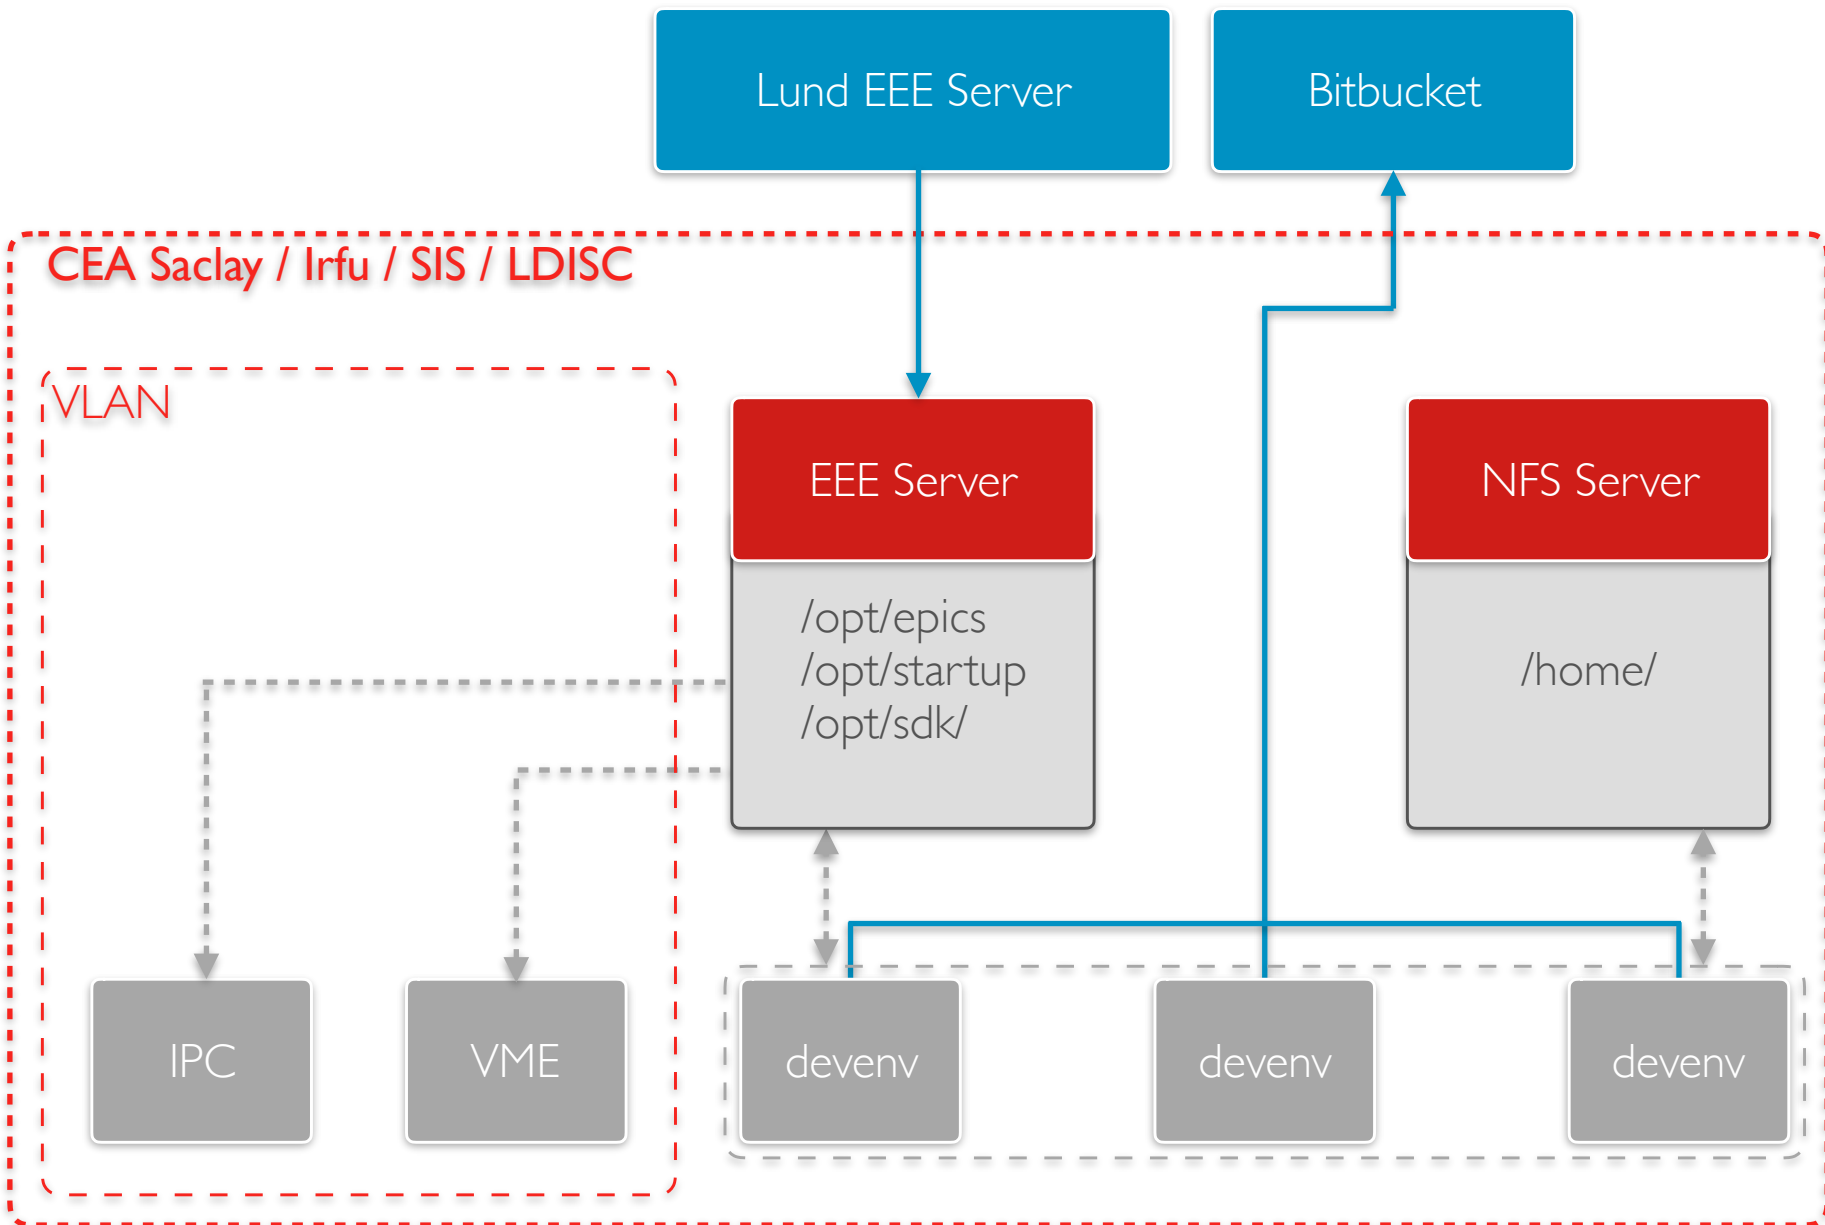 Lund EEE Server
Bitbucket
CEA Saclay / Irfu / SIS / LDISC
VLAN
EEE Server
NFS Server
/opt/epics
/opt/startup
/opt/sdk/
/home/
IPC
VME
devenv
devenv
devenv